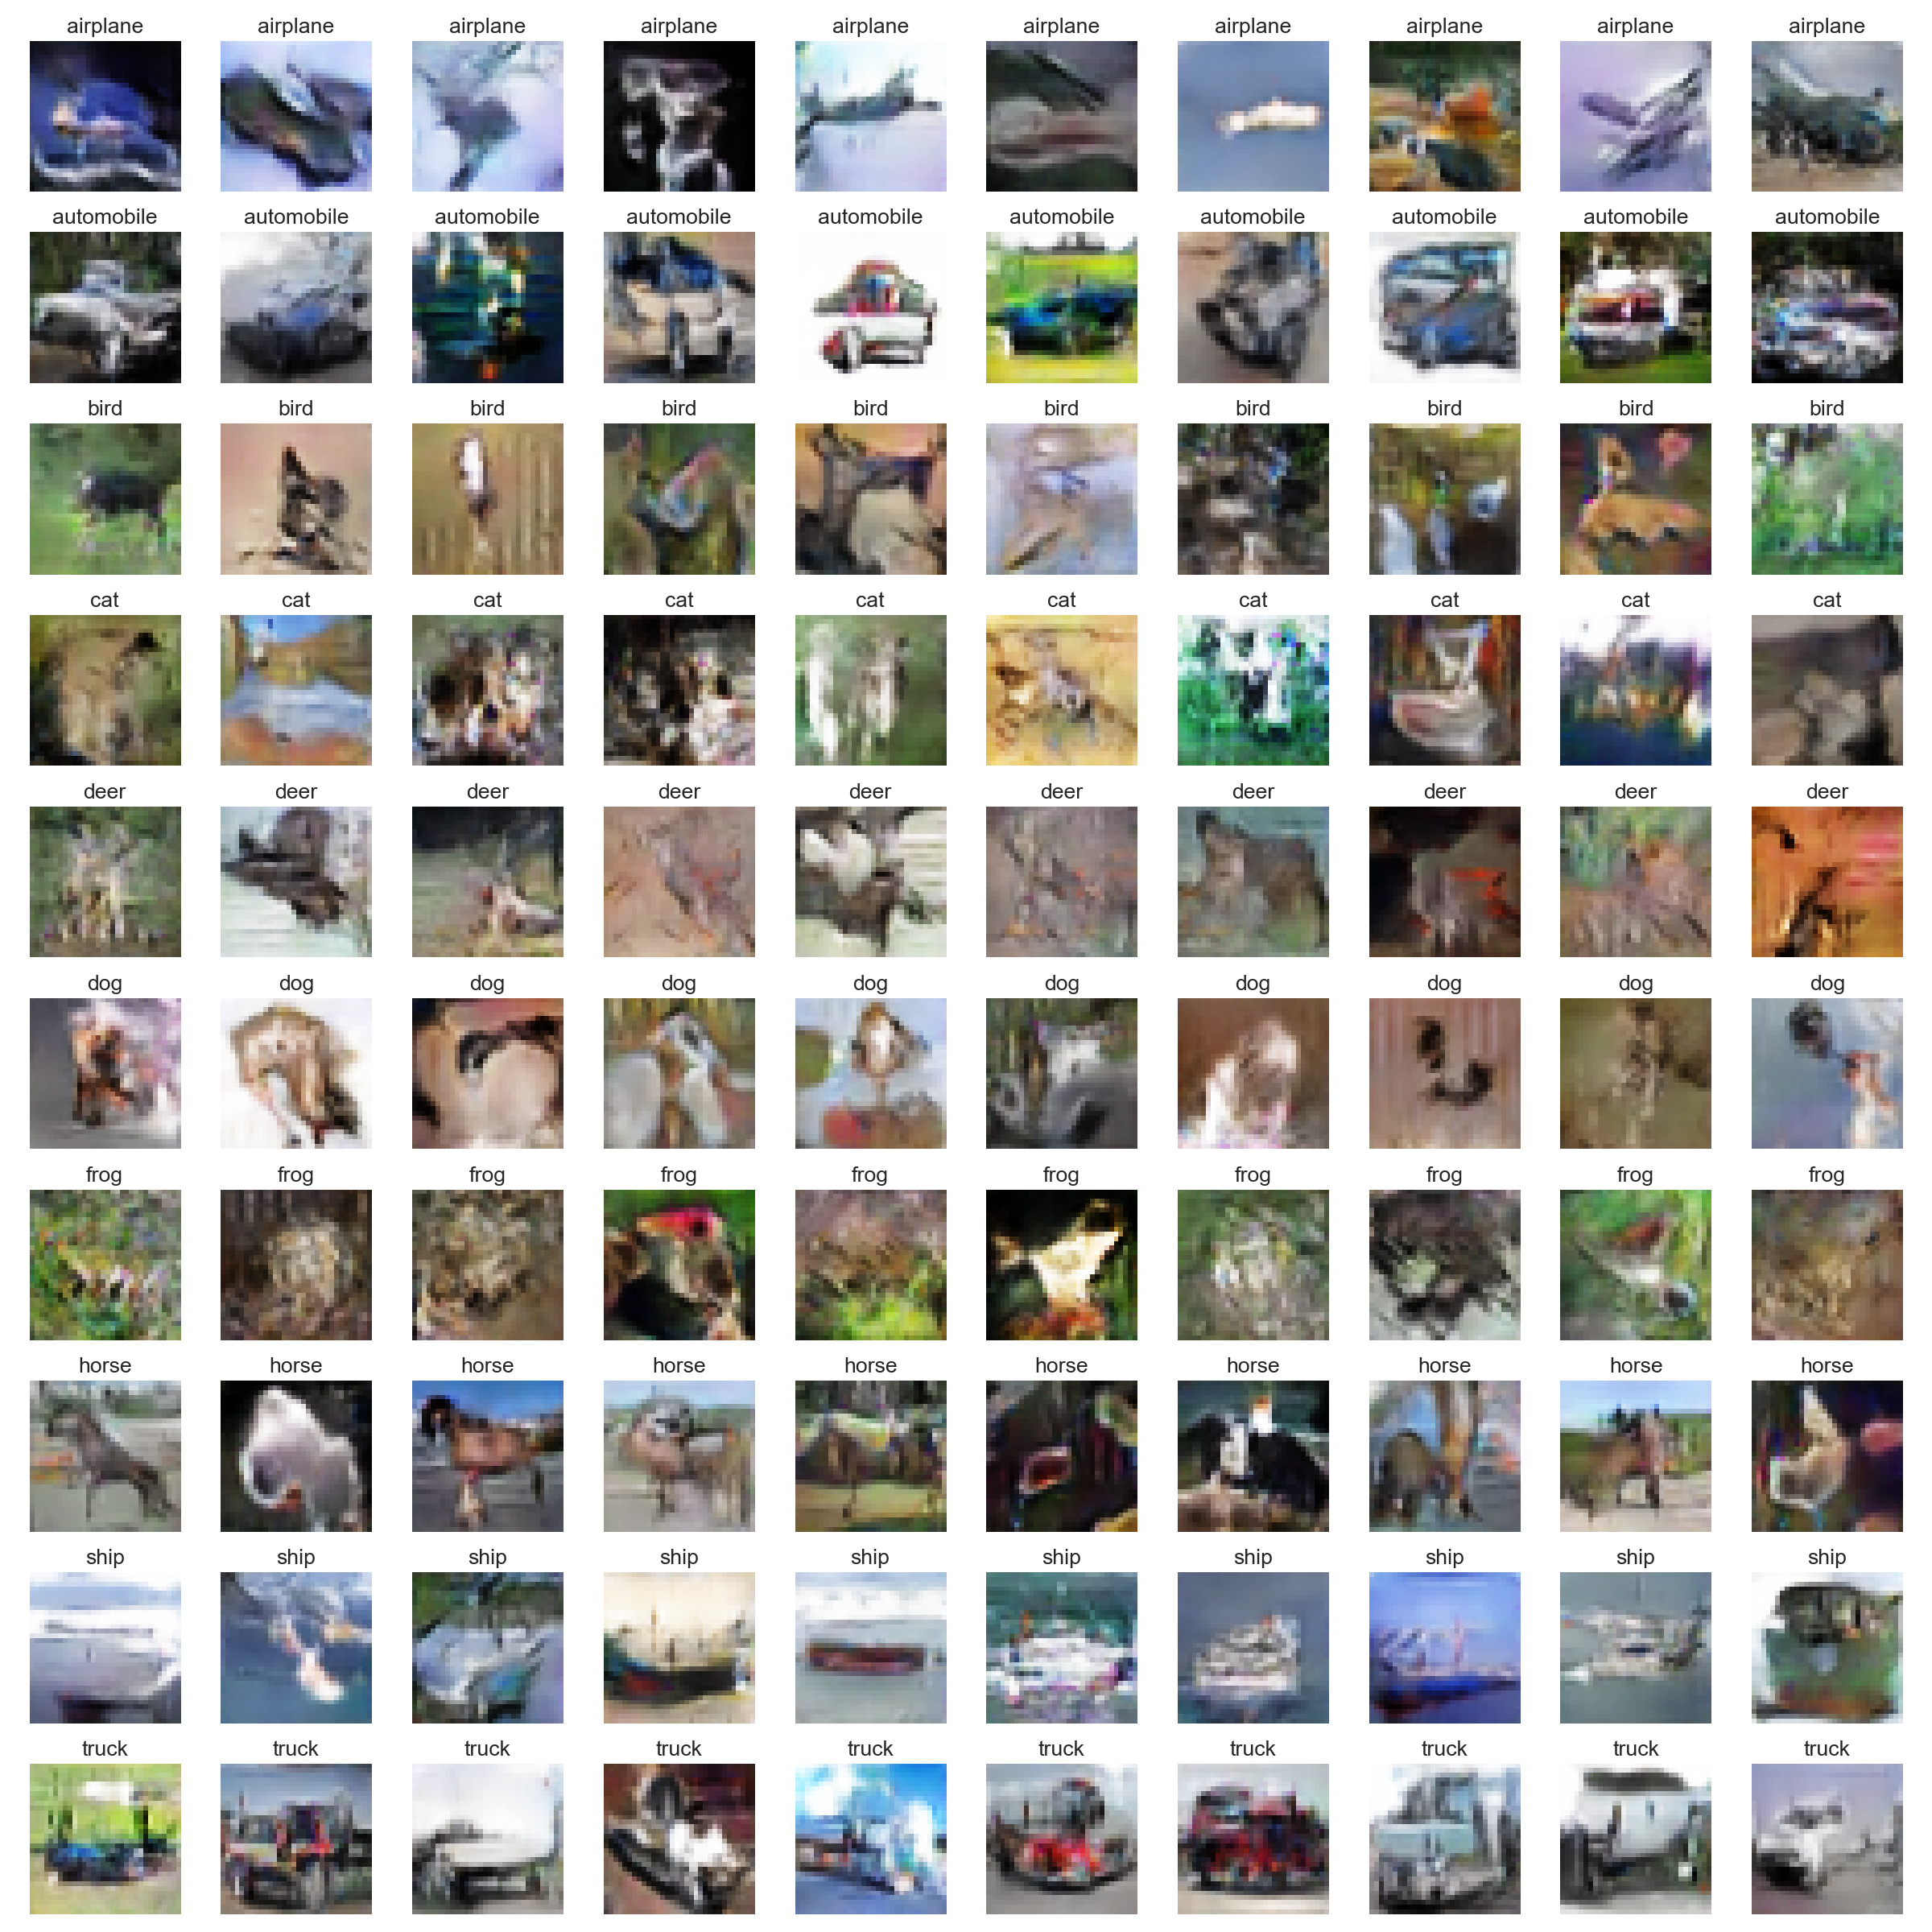 airplane airplane airplane airplane airplane airplane airplane airplane airplane airplane
automobile automobile automobile automobile automobile automobile automobile automobile automobile automobile
bird bird bird bird bird bird bird bird bird bird
cat cat cat cat cat cat cat cat cat cat
deer deer deer deer deer deer deer deer deer deer
dog dog dog dog dog dog dog dog dog dog
frog frog frog frog frog frog frog frog frog frog
horse horse horse horse horse horse horse horse horse horse
ship ship ship ship ship ship ship ship ship ship
truck truck truck truck truck truck truck truck truck truck